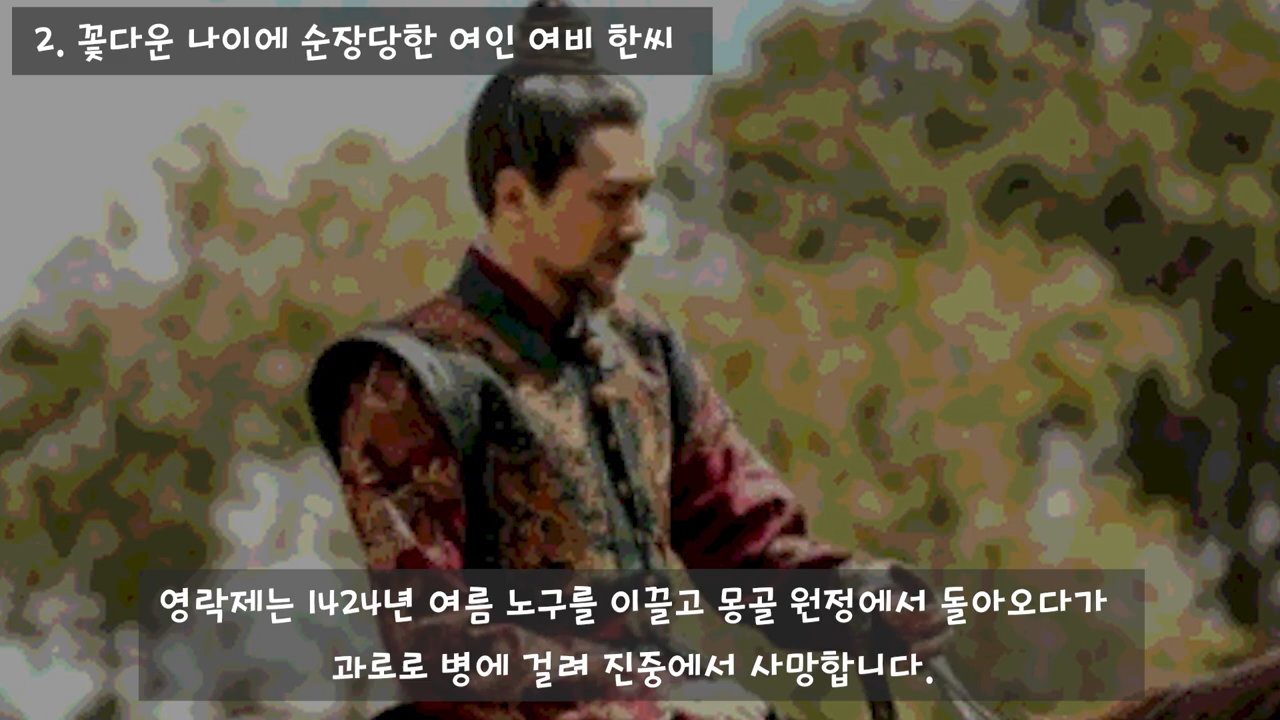 2. 꽃다운 나이에 순장당한 여인 여비 한씨
영락제는 1424년 여름 노구를 이끌고 몽골 원정에서 돌아오다가
과로로 병에 걸려 진중에서 사망합니다.